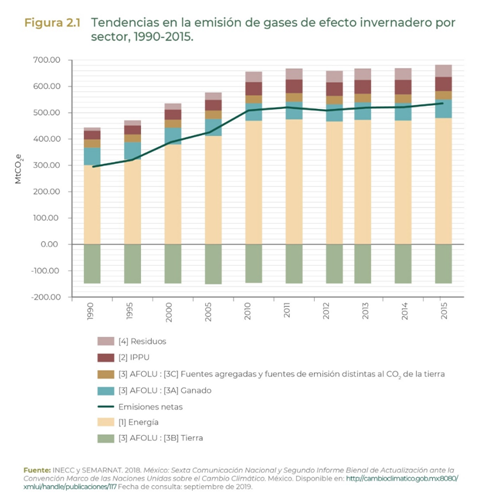 Figura 2.1 Tendencias en la emisión de gases de efecto invernadero por
sector, 1990-2015.
700.00
600.00
500.00
400.00
300.00
200.00
100.00
0.00
-100.00
-200.00
MtCO₂e
1990
1995
2000
2005
2010
2011
2012
2013
2014
2015
[4] Residuos
[2] IPPU
[3] AFOLU : [3C] Fuentes agregadas y fuentes de emisión distintas al CO₂ de la tierra
[3] AFOLU : [3A] Ganado
Emisiones netas
[1] Energía
[3] AFOLU : [3B] Tierra
Fuente: INECC y SEMARNAT. 2018. México: Sexta Comunicación Nacional y Segundo Informe Bienal de Actualización ante la
Convención Marco de las Naciones Unidas sobre el Cambio Climático. México. Disponible en: http://cambioclimatico.gob.mx:8080/
xmlui/handle/publicaciones/117 Fecha de consulta: septiembre de 2019.